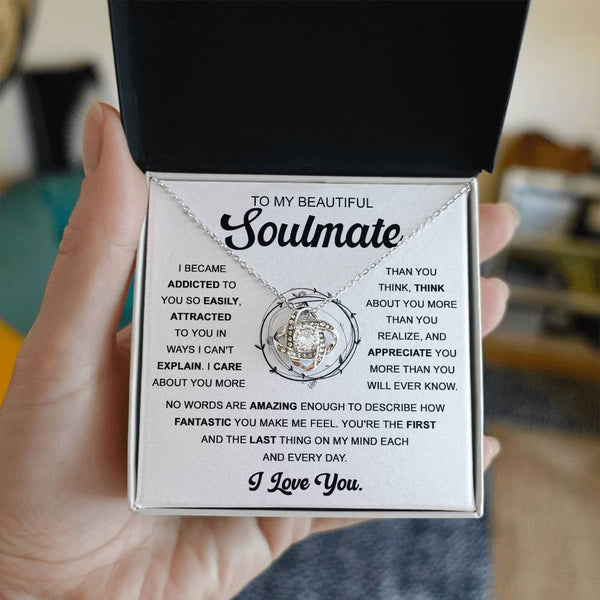 TO MY BEAUTIFUL
Soulmate
I BECAME
ADDICTED TO
YOU SO EASILY,
ATTRACTED
TO YOU IN
WAYS I CAN'T
EXPLAIN. I CARE
ABOUT YOU MORE
THAN YOU
THINK, THINK
ABOUT YOU MORE
THAN YOU
REALIZE, AND
APPRECIATE YOU
MORE THAN YOU
WILL EVER KNOW.
NO WORDS ARE AMAZING ENOUGH TO DESCRIBE HOW
FANTASTIC YOU MAKE ME FEEL. YOU'RE THE FIRST
AND THE LAST THING ON MY MIND EACH
AND EVERY DAY.
I Love You.